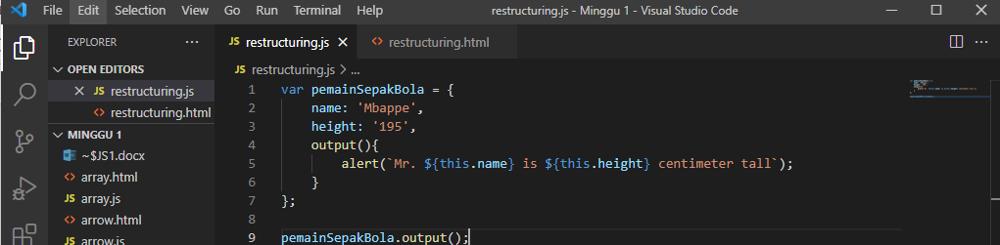 File Edit Selection View Go Run Terminal Help restructuring.js - Minggu 1 - Visual Studio Code
EXPLORER ... JS restructuring.js × <> restructuring.html ...
OPEN EDITORS
JS restructuring.js > ...
× JS restructuring.js
<> restructuring.html
MINGGU 1
~$JS1.docx
<> array.html
JS array.js
<> arrow.html
JS arrow.js
1 var pemainSepakBola = {
2 name: 'Mbappe',
3 height: '195',
4 output(){
5 alert(`Mr. ${this.name} is ${this.height} centimeter tall`);
6 }
7 };
8
9 pemainSepakBola.output();